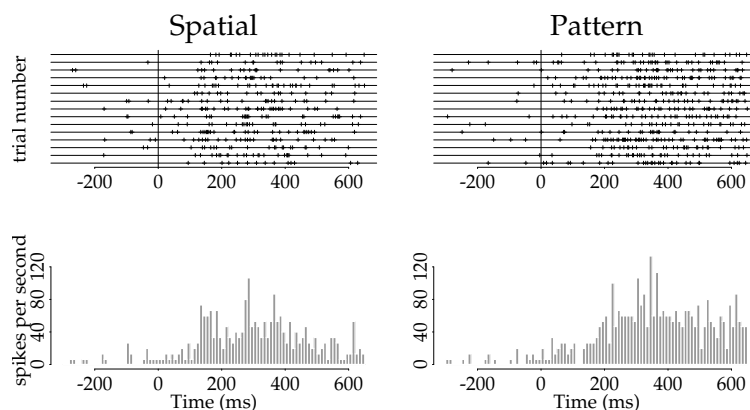 Spatial Pattern
trial number
-200 0 200 400 600 -200 0 200 400 600
spikes per second
0 40 80 120 0 40 80 120
-200 0 200 400 600 -200 0 200 400 600
Time (ms) Time (ms)